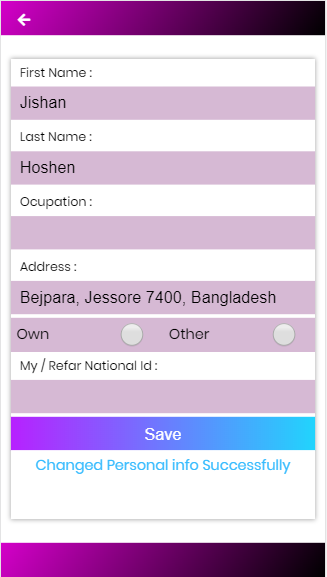 First Name :
Jishan
Last Name :
Hoshen
Ocupation :
Address :
Bejpara, Jessore 7400, Bangladesh
Own Other
My / Refar National Id :
Save
Changed Personal info Successfully